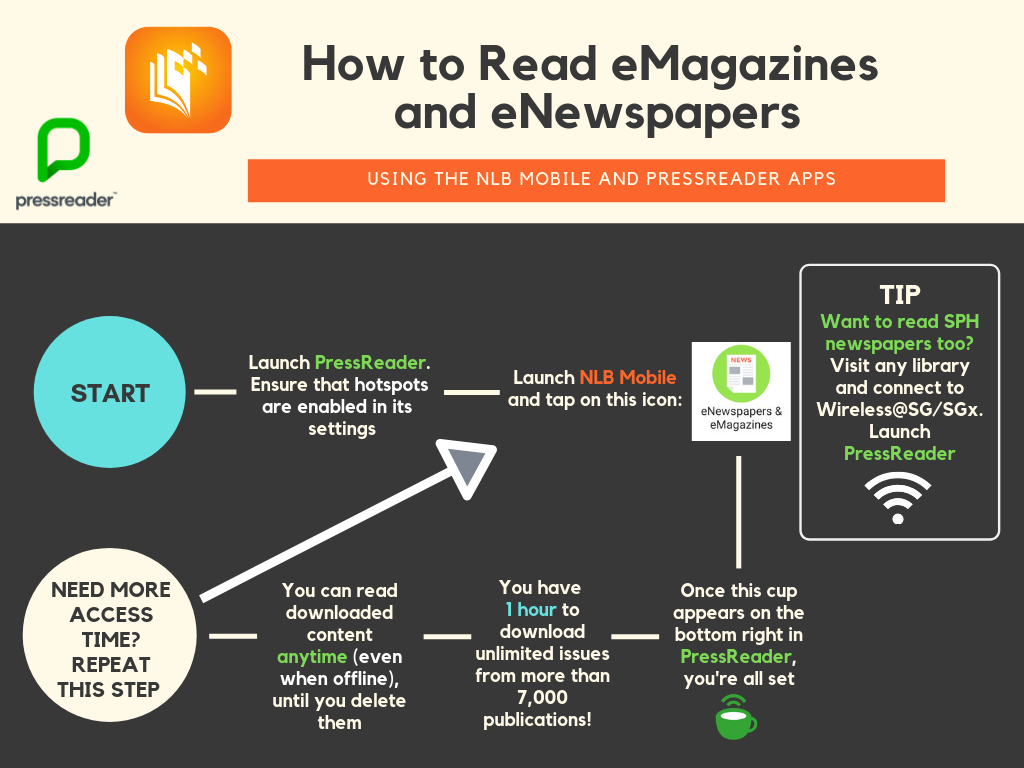 How to Read eMagazines
and eNewspapers
pressreader™
USING THE NLB MOBILE AND PRESSREADER APPS
START
Launch PressReader.
Ensure that hotspots
are enabled in its
settings
Launch NLB Mobile
and tap on this icon:
NEWS
eNewspapers &
eMagazines
TIP
Want to read SPH
newspapers too?
Visit any library
and connect to
Wireless@SG/SGx.
Launch
PressReader
Once this cup
appears on the
bottom right in
PressReader,
you're all set
You have
1 hour to
download
unlimited issues
from more than
7,000
publications!
You can read
downloaded
content
anytime (even
when offline),
until you delete
them
NEED MORE
ACCESS
TIME?
REPEAT
THIS STEP